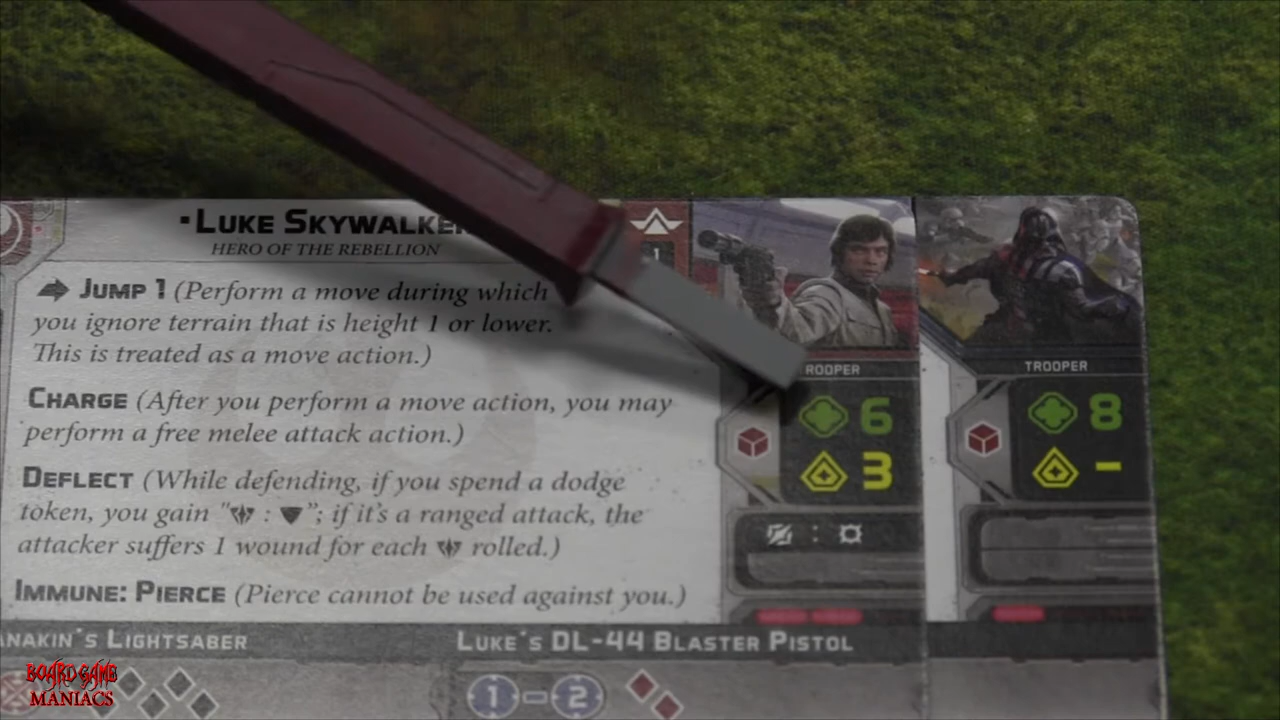 ▪LUKE SKYWALKER
HERO OF THE REBELLION
1
JUMP 1 (Perform a move during which
you ignore terrain that is height 1 or lower.
This is treated as a move action.)
CHARGE (After you perform a move action, you may
perform a free melee attack action.)
DEFLECT (While defending, if you spend a dodge
token, you gain " : "; if it's a ranged attack, the
attacker suffers 1 wound for each rolled.)
IMMUNE: PIERCE (Pierce cannot be used against you.)
ROOPER
6
3
:
TROOPER
8
-
ANAKIN'S LIGHTSABER
LUKE'S DL-44 BLASTER PISTOL
1-2
BOARD GAME
MANIACS